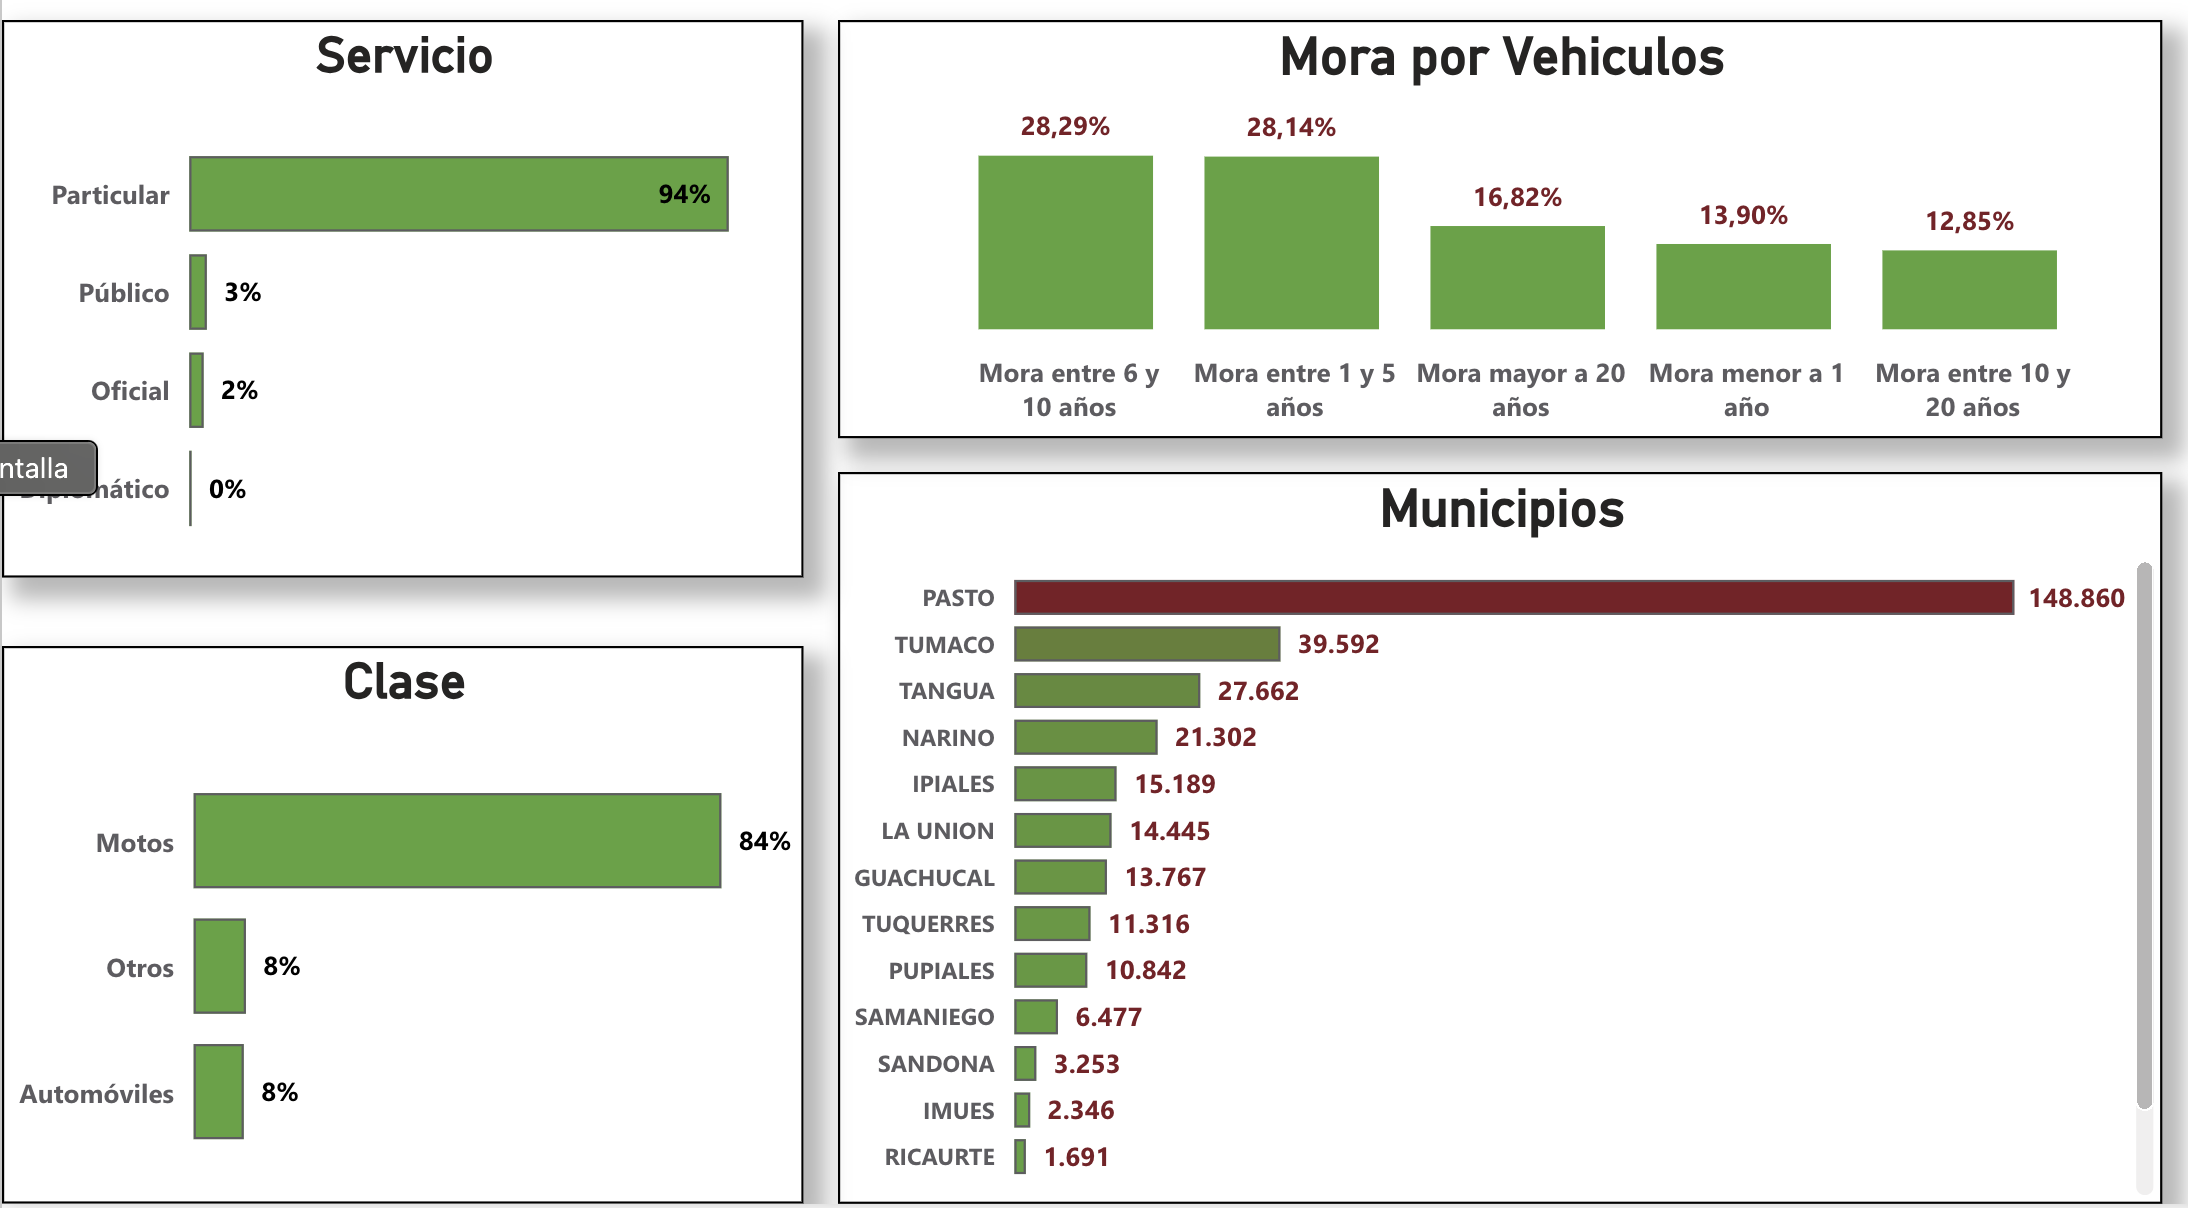 Servicio
Particular 94%
Público 3%
Oficial 2%
ntalla
0%
Clase
Motos 84%
Otros 8%
Automóviles 8%
Mora por Vehiculos
28,29% 28,14% 16,82% 13,90% 12,85%
Mora entre 6 y Mora entre 1 y 5 Mora mayor a 20 Mora menor a 1 Mora entre 10 y
10 años años años año 20 años
Municipios
PASTO 148.860
TUMACO 39.592
TANGUA 27.662
NARINO 21.302
IPIALES 15.189
LA UNION 14.445
GUACHUCAL 13.767
TUQUERRES 11.316
PUPIALES 10.842
SAMANIEGO 6.477
SANDONA 3.253
IMUES 2.346
RICAURTE 1.691